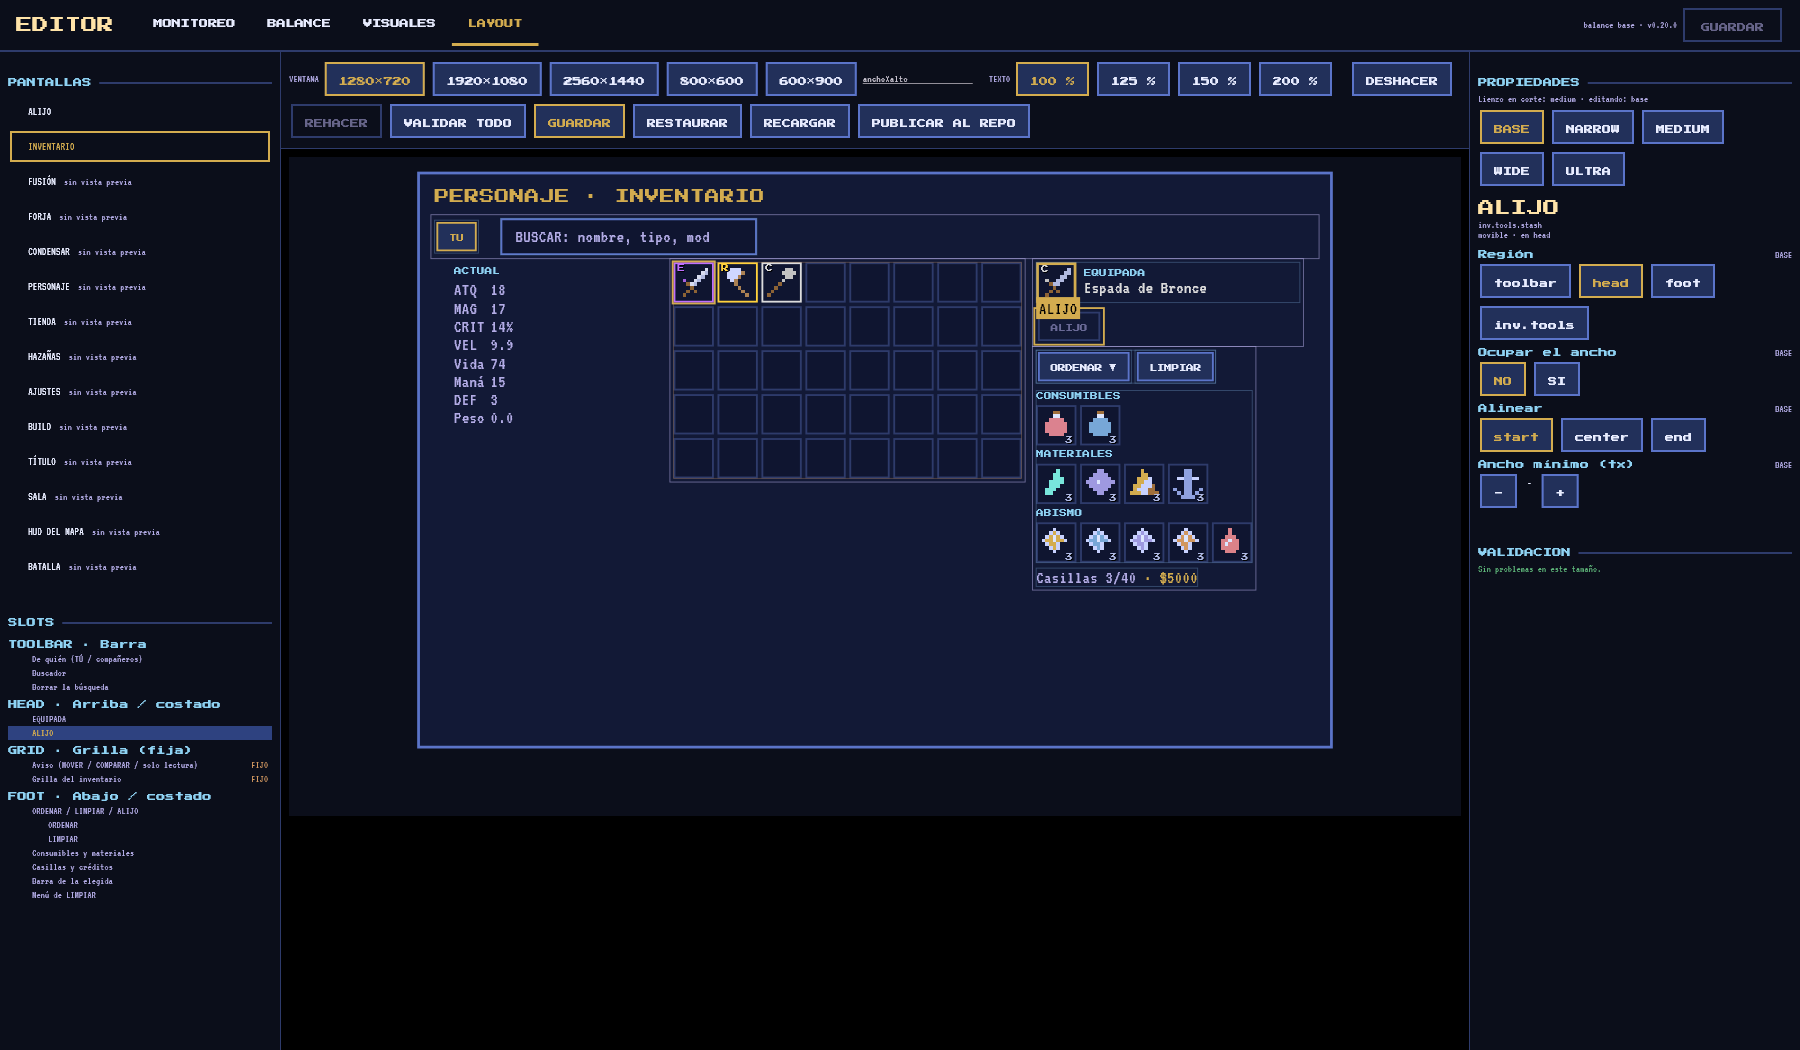 EDITOR MONITOREO BALANCE VISUALES LAYOUT balance base · v0.20.0 GUARDAR
PANTALLAS
ALIJO
INVENTARIO
FUSIÓN sin vista previa
FORJA sin vista previa
CONDENSAR sin vista previa
PERSONAJE sin vista previa
TIENDA sin vista previa
HAZAÑAS sin vista previa
AJUSTES sin vista previa
BUILD sin vista previa
TÍTULO sin vista previa
SALA sin vista previa
HUD DEL MAPA sin vista previa
BATALLA sin vista previa
SLOTS
TOOLBAR · Barra
De quién (TÚ / compañeros)
Buscador
Borrar la búsqueda
HEAD · Arriba / costado
EQUIPADA
ALIJO
GRID · Grilla (fija)
Aviso (MOVER / COMPARAR / solo lectura) FIJO
Grilla del inventario FIJO
FOOT · Abajo / costado
ORDENAR / LIMPIAR / ALIJO
ORDENAR
LIMPIAR
Consumibles y materiales
Casillas y créditos
Barra de la elegida
Menú de LIMPIAR
VENTANA 1280×720 1920×1080 2560×1440 800×600 600×900 anchoXalto TEXTO 100 % 125 % 150 % 200 % DESHACER
REHACER VALIDAR TODO GUARDAR RESTAURAR RECARGAR PUBLICAR AL REPO
PERSONAJE · INVENTARIO
TU BUSCAR: nombre, tipo, mod
ACTUAL
ATQ 18
MAG 17
CRIT 14%
VEL 9.9
Vida 74
Maná 15
DEF 3
Peso 0.0
E R C
C EQUIPADA
Espada de Bronce
ALIJO
ALIJO
ORDENAR ▼ LIMPIAR
CONSUMIBLES
3 3
MATERIALES
3 3 3 3
ABISMO
3 3 3 3 3
Casillas 3/40 · $5000
PROPIEDADES
Lienzo en corte: medium · editando: base
BASE NARROW MEDIUM
WIDE ULTRA
ALIJO
inv.tools.stash
movible · en head
Región BASE
toolbar head foot
inv.tools
Ocupar el ancho BASE
NO SI
Alinear BASE
start center end
Ancho mínimo (tx) BASE
- · +
VALIDACION
Sin problemas en este tamaño.